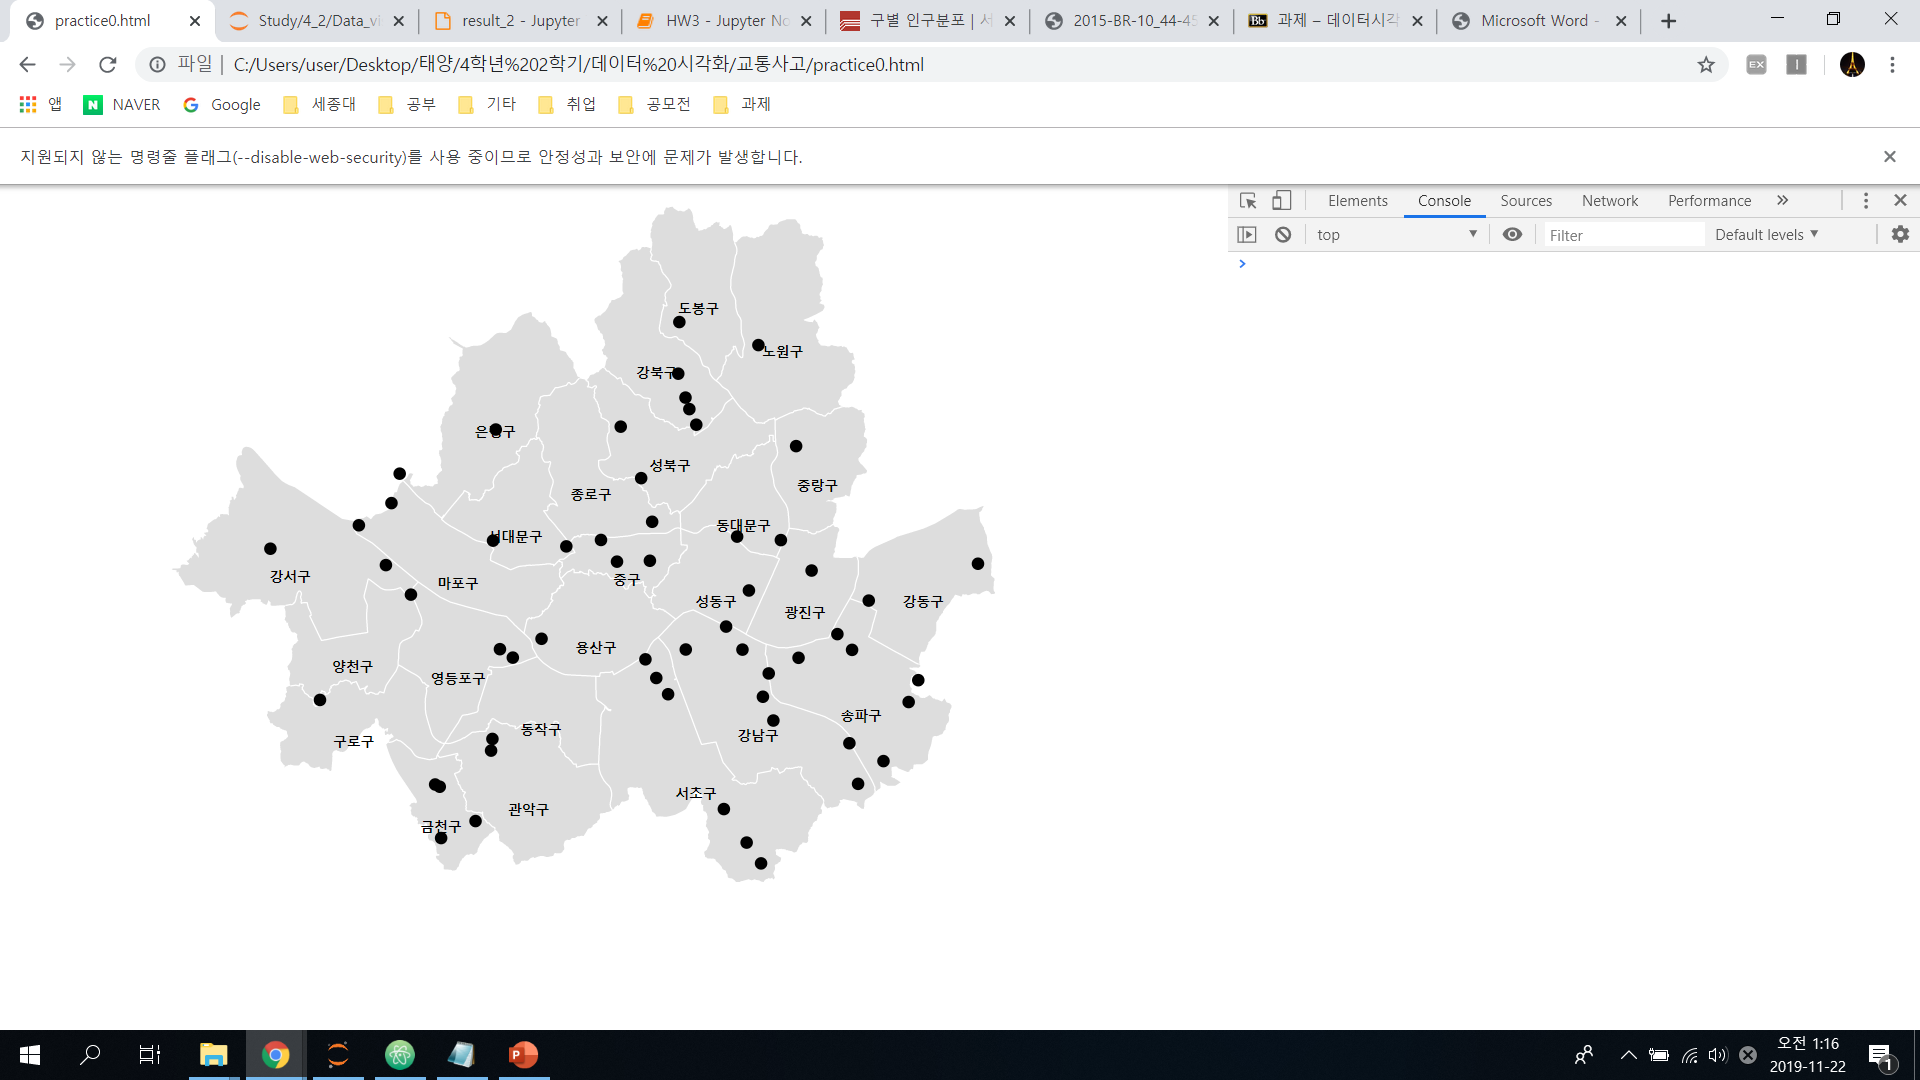 practice0.html
Study/4_2/Data_vi
result_2 - Jupyter
HW3 - Jupyter No
구별 인구분포 | 서
2015-BR-10_44-45
Bb 과제 – 데이터시각
Microsoft Word -
파일 | C:/Users/user/Desktop/태양/4학년%202학기/데이터%20시각화/교통사고/practice0.html
EX
앱 NAVER Google 세종대 공부 기타 취업 공모전 과제
지원되지 않는 명령줄 플래그(--disable-web-security)를 사용 중이므로 안정성과 보안에 문제가 발생합니다.
Elements Console Sources Network Performance
top Filter Default levels
도봉구
노원구
강북구
은평구
성북구
중랑구
종로구
동대문구
서대문구
강서구
중구
마포구
성동구
강동구
광진구
용산구
양천구
영등포구
송파구
동작구
강남구
구로구
서초구
관악구
금천구
오전 1:16
2019-11-22
1